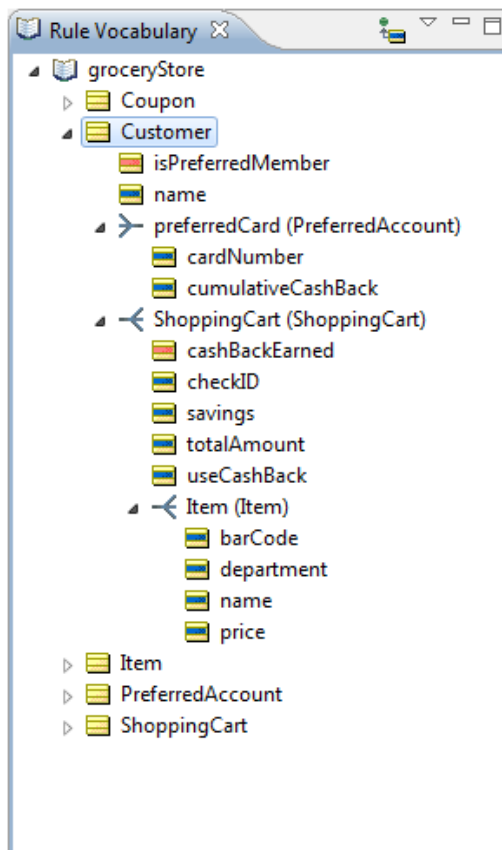 Rule Vocabulary
groceryStore
Coupon
Customer
isPreferredMember
name
preferredCard (PreferredAccount)
cardNumber
cumulativeCashBack
ShoppingCart (ShoppingCart)
cashBackEarned
checkID
savings
totalAmount
useCashBack
Item (Item)
barCode
department
name
price
Item
PreferredAccount
ShoppingCart